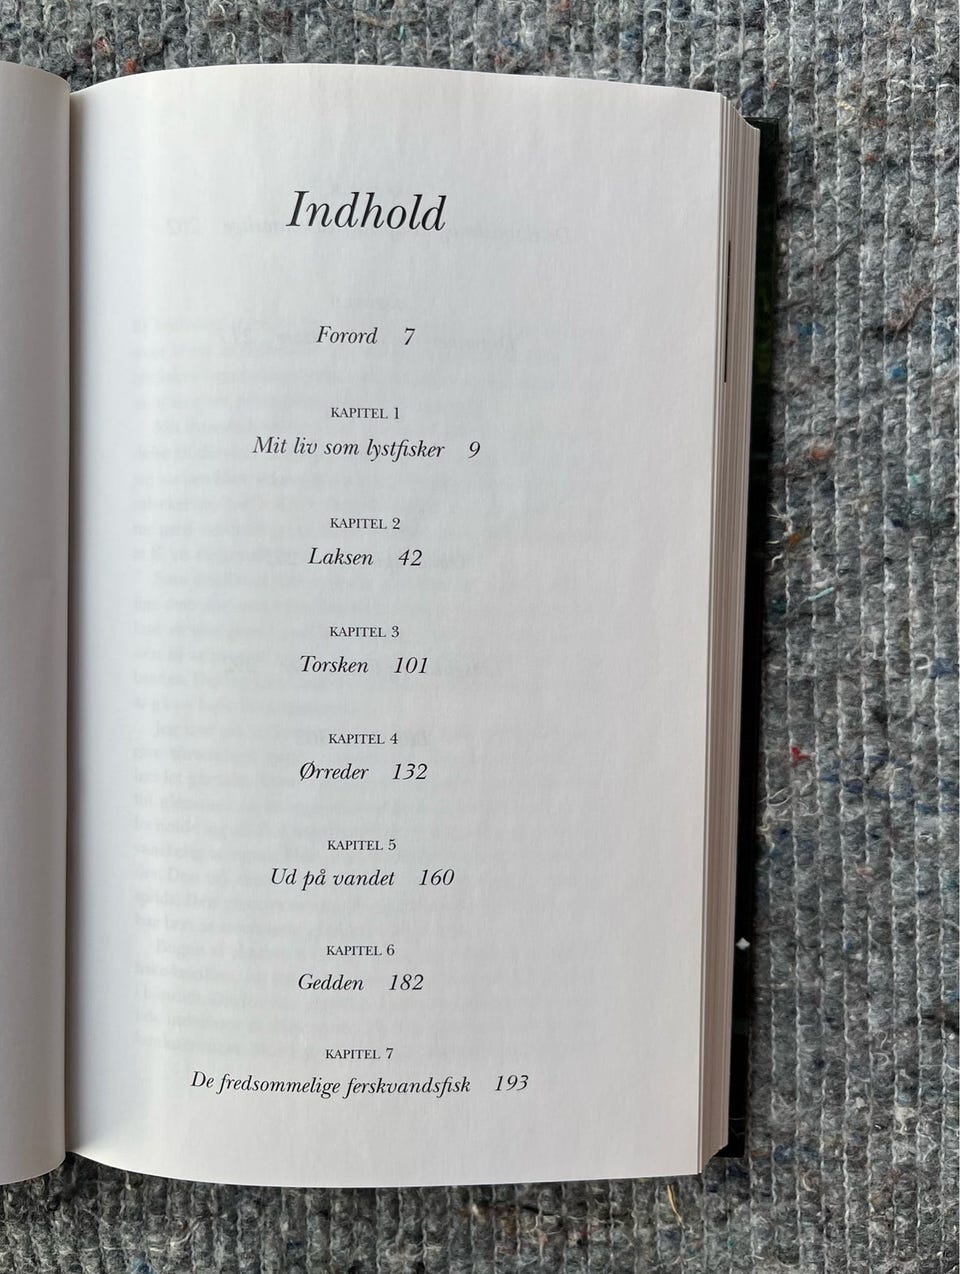 Indhold
Forord 7
KAPITEL 1
Mit liv som lystfisker 9
KAPITEL 2
Laksen 42
KAPITEL 3
Torsken 101
KAPITEL 4
Ørreder 132
KAPITEL 5
Ud på vandet 160
KAPITEL 6
Gedden 182
KAPITEL 7
De fredsommelige ferskvandsfisk 193